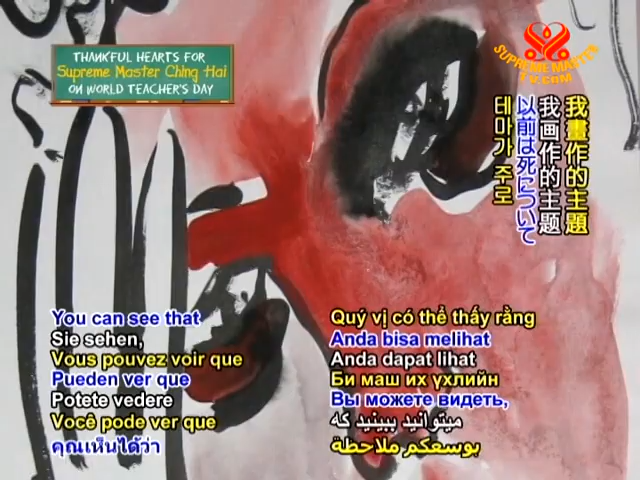 THANKFUL HEARTS FOR
Supreme Master Ching Hai
ON WORLD TEACHER'S DAY
SUPREME MASTER
TV.COM
我畫作的主題
我画作的主题
以前は死について
테마가 주로
You can see that
Sie sehen,
Vous pouvez voir que
Pueden ver que
Potete vedere
Você pode ver que
คุณเห็นได้ว่า
Quý vị có thể thấy rằng
Anda bisa melihat
Anda dapat lihat
Би маш их үхлийн
Вы можете видеть,
میتوانید ببینید که
بوسعكم ملاحظة